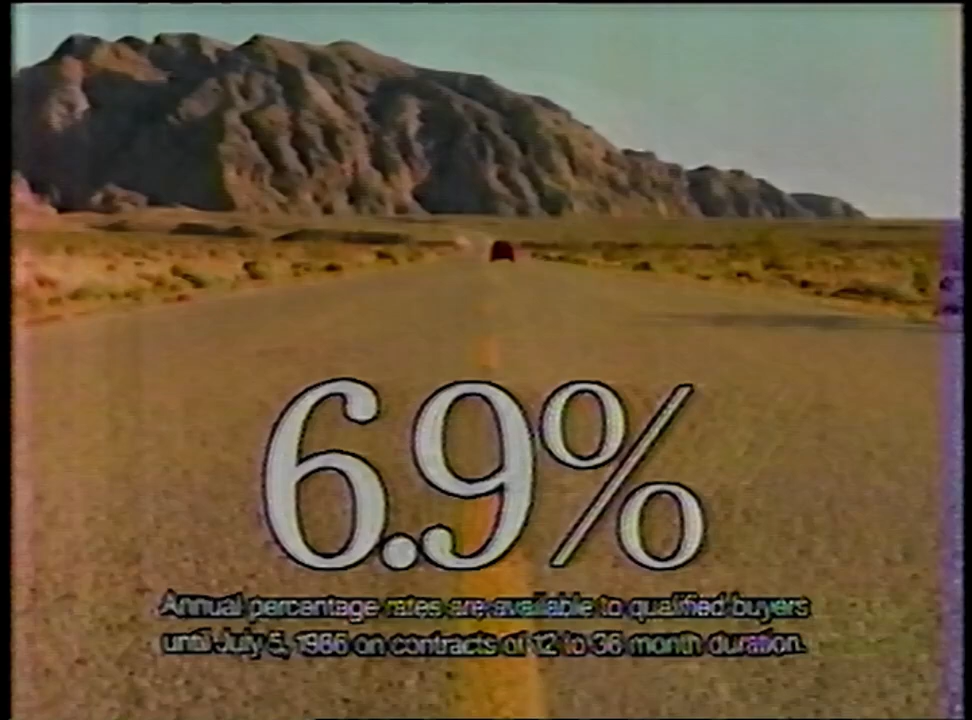 6.9%
Annual percentage rates are available to qualified buyers
until July 5, 1986 on contracts of 12 to 36 month duration.